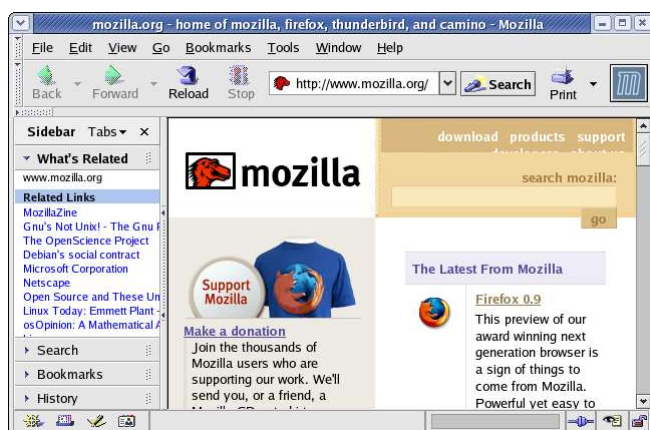 mozilla.org - home of mozilla, firefox, thunderbird, and camino - Mozilla
File Edit View Go Bookmarks Tools Window Help
Back Forward Reload Stop http://www.mozilla.org/ Search Print
Sidebar Tabs
What's Related
www.mozilla.org
Related Links
MozillaZine
Gnu's Not Unix! - The Gnu
The OpenScience Project
Debian's social contract
Microsoft Corporation
Netscape
Open Source and These Un
Linux Today: Emmett Plant -
osOpinion: A Mathematical A
Search
Bookmarks
History
mozilla
download products support
developers about us
search mozilla:
go
Support
Mozilla
Make a donation
Join the thousands of
Mozilla users who are
supporting our work. We'll
send you, or a friend, a
The Latest From Mozilla
Firefox 0.9
This preview of our
award winning next
generation browser is
a sign of things to
come from Mozilla.
Powerful yet easy to